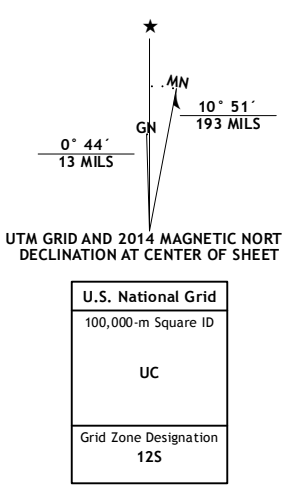 ★
MN
10° 51´
193 MILS
GN
0° 44´
13 MILS
UTM GRID AND 2014 MAGNETIC NORT
DECLINATION AT CENTER OF SHEET
U.S. National Grid
100,000-m Square ID
UC
Grid Zone Designation
12S